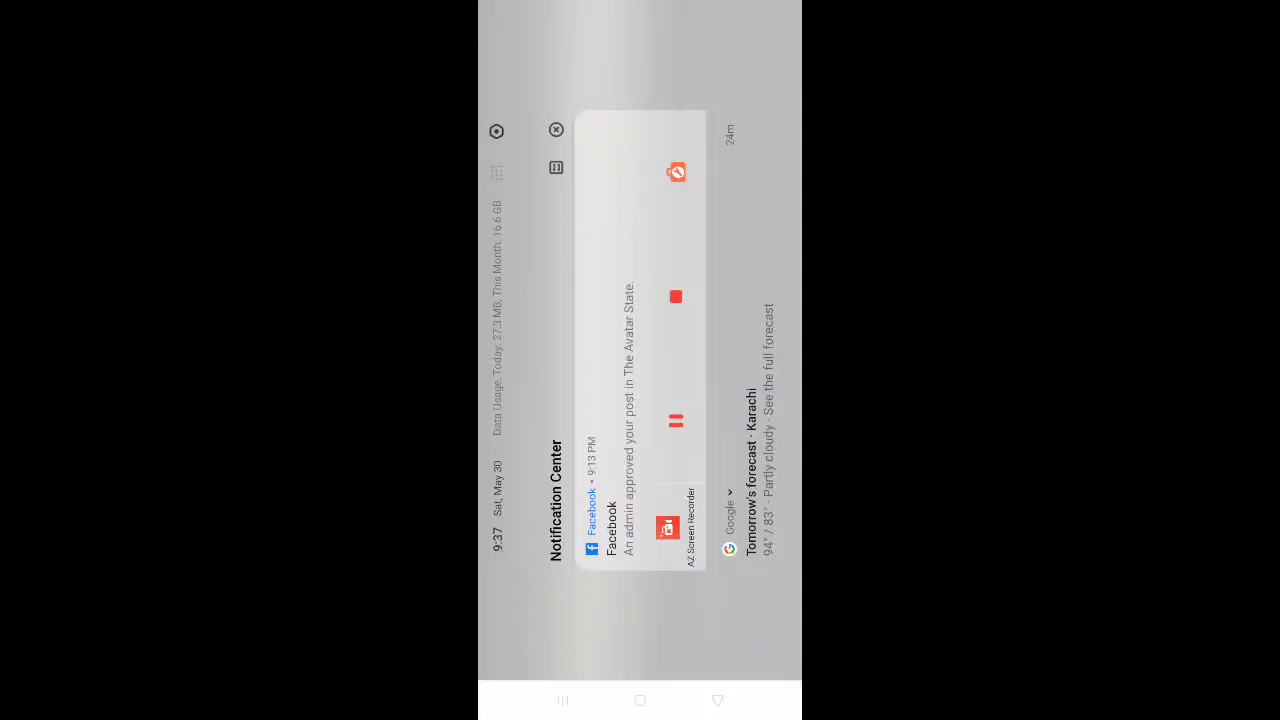 9:37 Sat, May 30 Data Usage, Today: 27.3 MB, This Month: 16.6 GB
Notification Center
Facebook • 9:13 PM
Facebook
An admin approved your post in The Avatar State.
AZ Screen Recorder
Google 24m
Tomorrow's forecast · Karachi
94° / 83° · Partly cloudy · See the full forecast